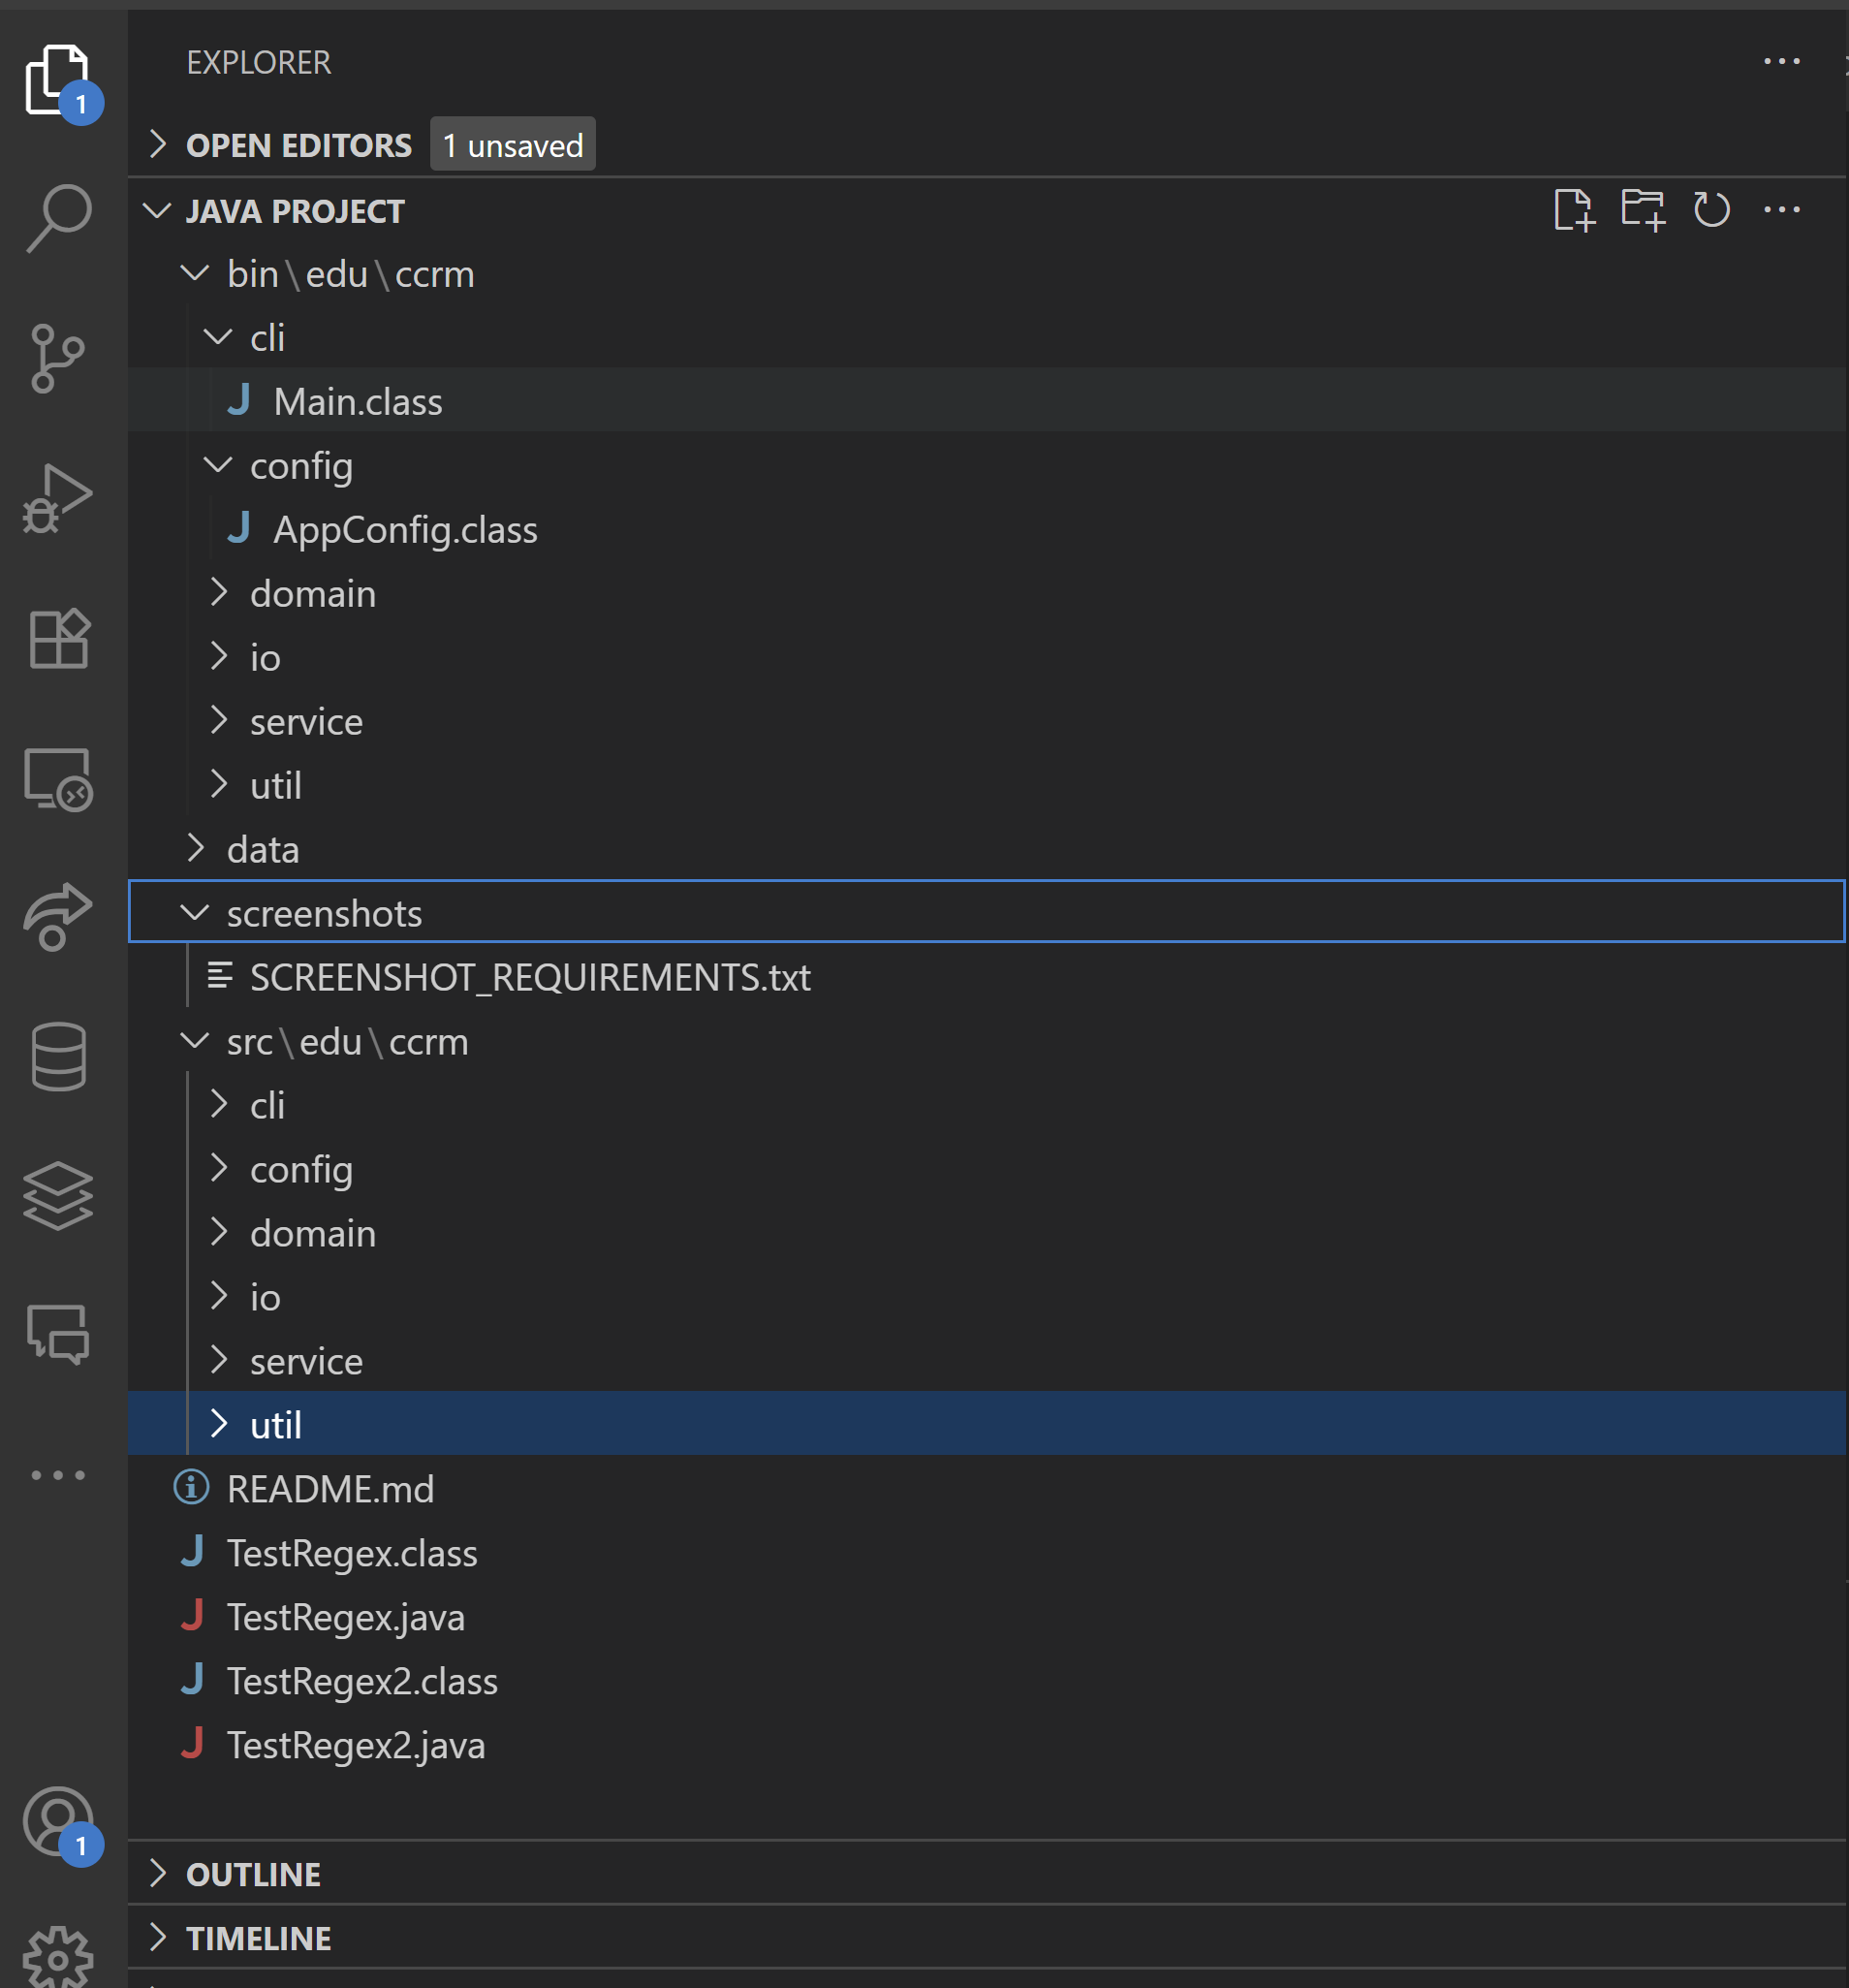 EXPLORER
OPEN EDITORS 1 unsaved
JAVA PROJECT
bin\edu\ccrm
cli
J Main.class
config
J AppConfig.class
domain
io
service
util
data
screenshots
SCREENSHOT_REQUIREMENTS.txt
src\edu\ccrm
cli
config
domain
io
service
util
README.md
J TestRegex.class
J TestRegex.java
J TestRegex2.class
J TestRegex2.java
OUTLINE
TIMELINE
1
1